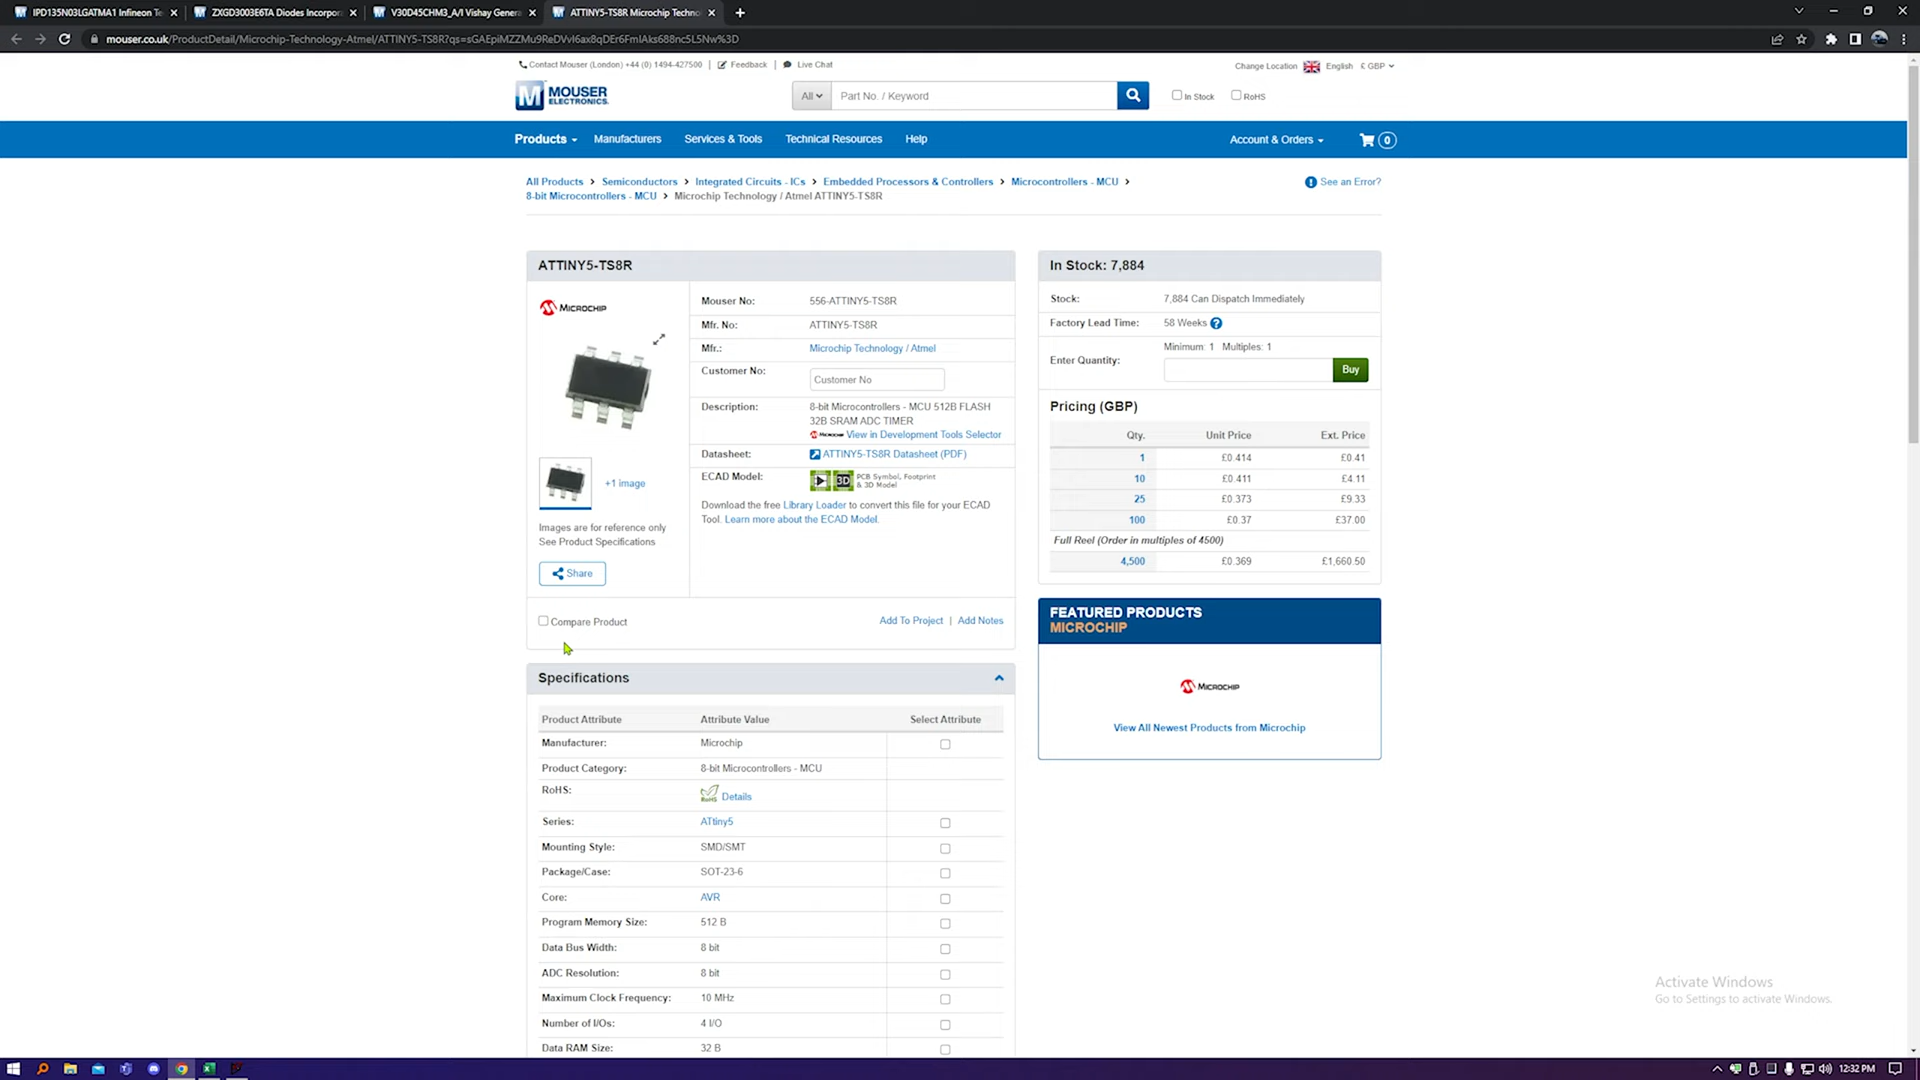 IPD135N03LGATMA1 Infineon Te
ZXGD3003E6TA Diodes Incorpor
V30D45CHM3_A/I Vishay Genera
ATTINY5-TS8R Microchip Techno
mouser.co.uk/ProductDetail/Microchip-Technology-Atmel/ATTINY5-TS8R?qs=sGAEpiMZZMu9ReDVvI6ax8qDEr6FmIAks688nc5L5Nw%3D
Contact Mouser (London) +44 (0) 1494-427500 | Feedback | Live Chat
Change Location English £ GBP
MOUSER
ELECTRONICS
All Part No. / Keyword
In Stock RoHS
Products Manufacturers Services & Tools Technical Resources Help
Account & Orders 0
All Products > Semiconductors > Integrated Circuits - ICs > Embedded Processors & Controllers > Microcontrollers - MCU >
See an Error?
8-bit Microcontrollers - MCU > Microchip Technology / Atmel ATTINY5-TS8R
ATTINY5-TS8R
MICROCHIP
+1 image
Images are for reference only
See Product Specifications
Share
Mouser No: 556-ATTINY5-TS8R
Mfr. No: ATTINY5-TS8R
Mfr.: Microchip Technology / Atmel
Customer No: Customer No
Description: 8-bit Microcontrollers - MCU 512B FLASH
32B SRAM ADC TIMER
MICROCHIP View in Development Tools Selector
Datasheet: ATTINY5-TS8R Datasheet (PDF)
ECAD Model: 3D PCB Symbol, Footprint
& 3D Model
Download the free Library Loader to convert this file for your ECAD
Tool. Learn more about the ECAD Model.
Compare Product
Add To Project | Add Notes
In Stock: 7,884
Stock: 7,884 Can Dispatch Immediately
Factory Lead Time: 58 Weeks
Minimum: 1 Multiples: 1
Enter Quantity: Buy
Pricing (GBP)
Qty. Unit Price Ext. Price
1 £0.414 £0.41
10 £0.411 £4.11
25 £0.373 £9.33
100 £0.37 £37.00
Full Reel (Order in multiples of 4500)
4,500 £0.369 £1,660.50
FEATURED PRODUCTS
MICROCHIP
MICROCHIP
View All Newest Products from Microchip
Specifications
Product Attribute Attribute Value Select Attribute
Manufacturer: Microchip
Product Category: 8-bit Microcontrollers - MCU
RoHS: RoHS Details
Series: ATtiny5
Mounting Style: SMD/SMT
Package/Case: SOT-23-6
Core: AVR
Program Memory Size: 512 B
Data Bus Width: 8 bit
ADC Resolution: 8 bit
Maximum Clock Frequency: 10 MHz
Number of I/Os: 4 I/O
Data RAM Size: 32 B
Activate Windows
Go to Settings to activate Windows.
12:32 PM